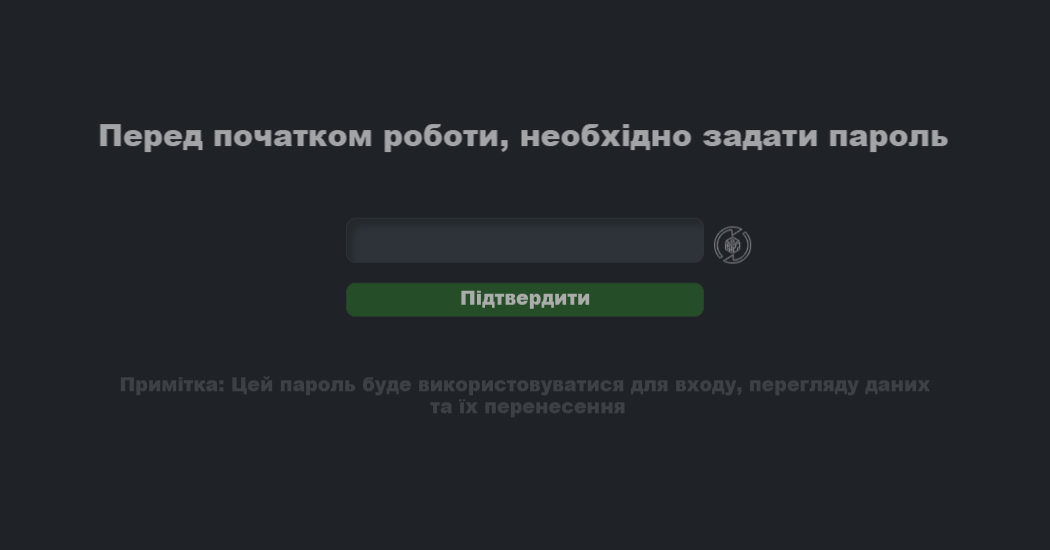 Перед початком роботи, необхідно задати пароль
Підтвердити
Примітка: Цей пароль буде використовуватися для входу, перегляду даних
та їх перенесення